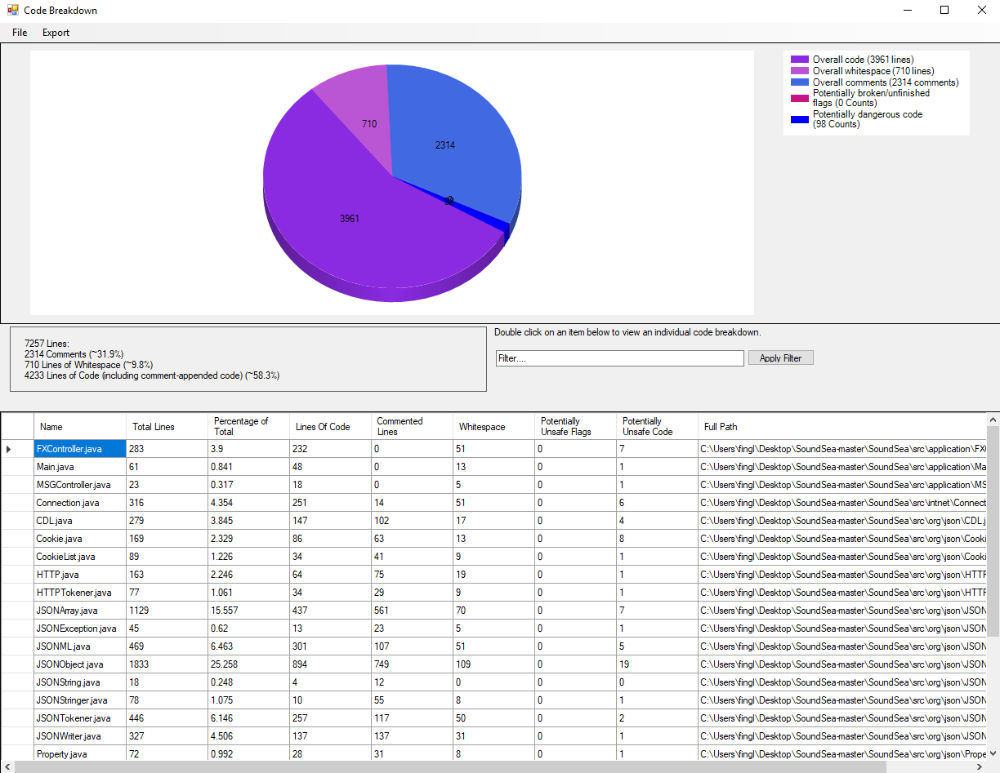 Code Breakdown
File Export
Overall code (3961 lines)
Overall whitespace (710 lines)
Overall comments (2314 comments)
Potentially broken/unfinished
flags (0 Counts)
Potentially dangerous code
(98 Counts)
710
2314
3961
7257 Lines:
2314 Comments (~31.9%)
710 Lines of Whitespace (~9.8%)
4233 Lines of Code (including comment-appended code) (~58.3%)
Double click on an item below to view an individual code breakdown.
Filter.... Apply Filter
Name Total Lines Percentage of Total Lines Of Code Commented Lines Whitespace Potentially Unsafe Flags Potentially Unsafe Code Full Path
FXController.java 283 3.9 232 0 51 0 7 C:\Users\fingl\Desktop\SoundSea-master\SoundSea\src\application\FX
Main.java 61 0.841 48 0 13 0 1 C:\Users\fingl\Desktop\SoundSea-master\SoundSea\src\application\Ma
MSGController.java 23 0.317 18 0 5 0 1 C:\Users\fingl\Desktop\SoundSea-master\SoundSea\src\application\MS
Connection.java 316 4.354 251 14 51 0 6 C:\Users\fingl\Desktop\SoundSea-master\SoundSea\src\intnet\Connect
CDL.java 279 3.845 147 102 17 0 4 C:\Users\fingl\Desktop\SoundSea-master\SoundSea\src\org\json\CDL.j
Cookie.java 169 2.329 86 63 13 0 8 C:\Users\fingl\Desktop\SoundSea-master\SoundSea\src\org\json\Cooki
CookieList.java 89 1.226 34 41 9 0 1 C:\Users\fingl\Desktop\SoundSea-master\SoundSea\src\org\json\Cooki
HTTP.java 163 2.246 64 75 19 0 1 C:\Users\fingl\Desktop\SoundSea-master\SoundSea\src\org\json\HTTP
HTTPTokener.java 77 1.061 34 29 9 0 1 C:\Users\fingl\Desktop\SoundSea-master\SoundSea\src\org\json\HTTP
JSONArray.java 1129 15.557 437 561 70 0 7 C:\Users\fingl\Desktop\SoundSea-master\SoundSea\src\org\json\JSON
JSONException.java 45 0.62 13 23 5 0 1 C:\Users\fingl\Desktop\SoundSea-master\SoundSea\src\org\json\JSON
JSONML.java 469 6.463 301 107 51 0 5 C:\Users\fingl\Desktop\SoundSea-master\SoundSea\src\org\json\JSON
JSONObject.java 1833 25.258 894 749 109 0 19 C:\Users\fingl\Desktop\SoundSea-master\SoundSea\src\org\json\JSON
JSONString.java 18 0.248 4 12 0 0 0 C:\Users\fingl\Desktop\SoundSea-master\SoundSea\src\org\json\JSON
JSONStringer.java 78 1.075 10 55 8 0 1 C:\Users\fingl\Desktop\SoundSea-master\SoundSea\src\org\json\JSON
JSONTokener.java 446 6.146 257 117 50 0 2 C:\Users\fingl\Desktop\SoundSea-master\SoundSea\src\org\json\JSON
JSONWriter.java 327 4.506 137 137 31 0 1 C:\Users\fingl\Desktop\SoundSea-master\SoundSea\src\org\json\JSON
Property.java 72 0.992 28 31 8 0 1 C:\Users\fingl\Desktop\SoundSea-master\SoundSea\src\org\json\Prope